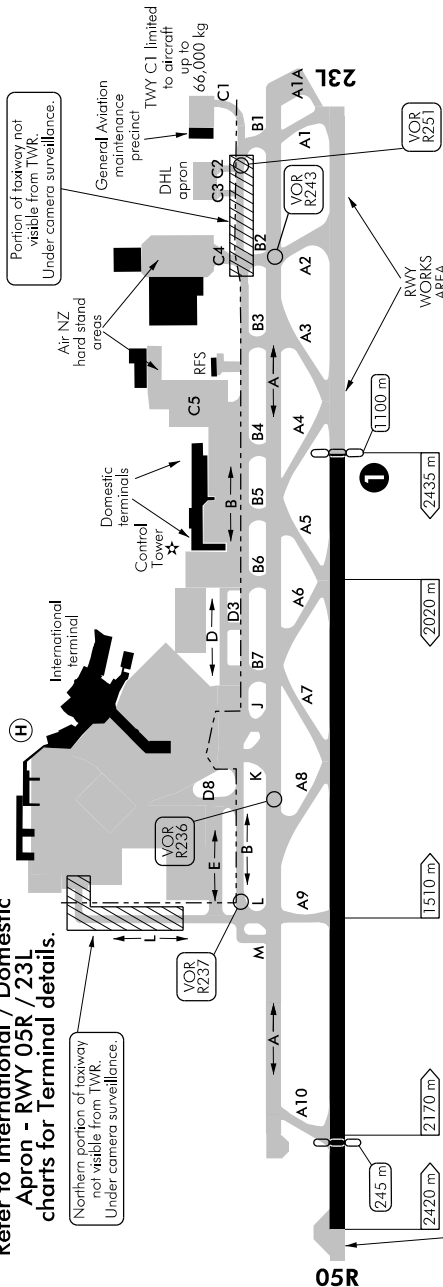 Refer to International / Domestic
Apron - RWY 05R / 23L
charts for Terminal details.
Northern portion of taxiway
not visible from TWR.
Under camera surveillance.
H
International
terminal
Control
Tower
Domestic
terminals
Air NZ
hard stand
areas
Portion of taxiway not
visible from TWR.
Under camera surveillance.
General Aviation
maintenance
precinct
TWY C1 limited
to aircraft
up to
66,000 kg
DHL
apron
RFS
C5
C4
C3
C2
C1
L
E
D8
D
D3
B
B
VOR
R237
VOR
R236
M
L
K
J
B7
B6
B5
B4
B3
B2
B1
VOR
R243
VOR
R251
A
A
A10
A9
A8
A7
A6
A5
A4
A3
A2
A1
A1A
05R
23L
RWY
WORKS
AREA
245 m
1100 m
1
2420 m
2170 m
1510 m
2020 m
2435 m